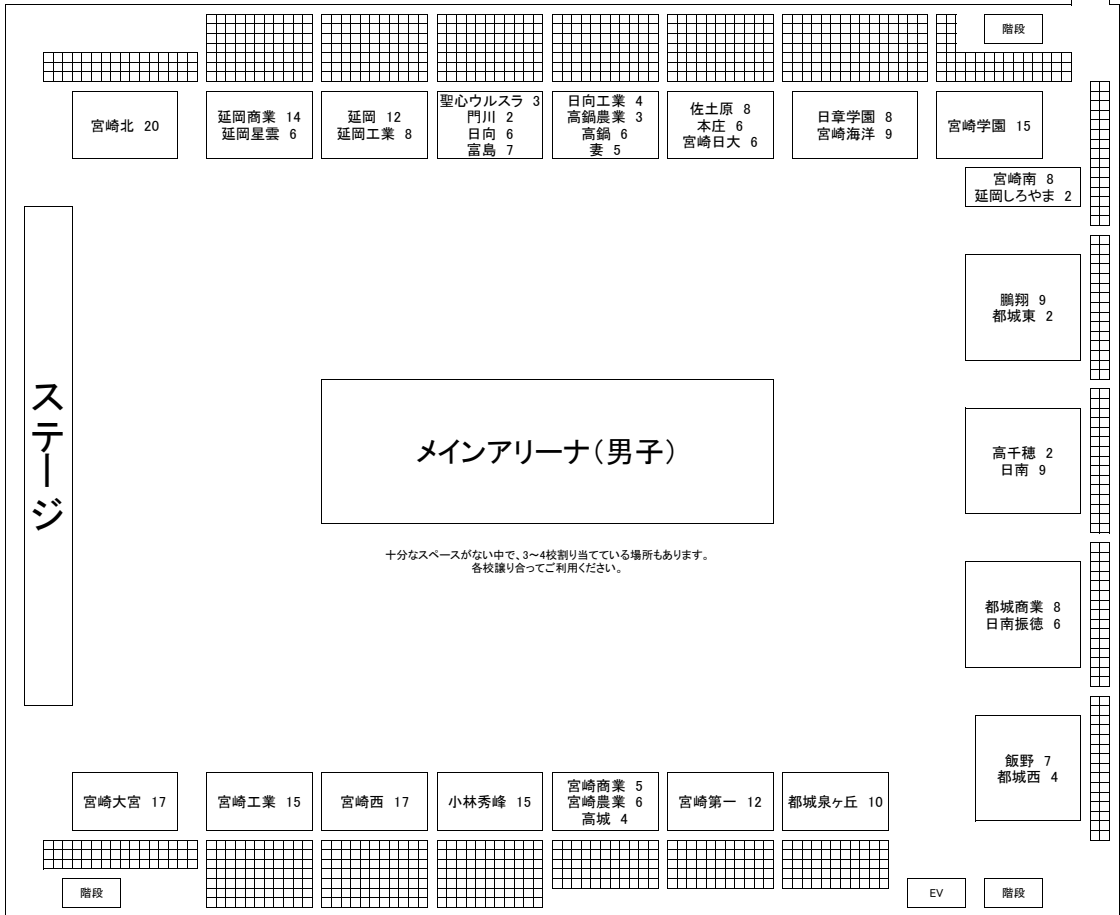 階段
宮崎北 20
延岡商業 14
延岡星雲 6
延岡 12
延岡工業 8
聖心ウルスラ 3
門川 2
日向 6
富島 7
日向工業 4
高鍋農業 3
高鍋 6
妻 5
佐土原 8
本庄 6
宮崎日大 6
日章学園 8
宮崎海洋 9
宮崎学園 15
宮崎南 8
延岡しろやま 2
鵬翔 9
都城東 2
ステージ
メインアリーナ(男子)
高千穂 2
日南 9
十分なスペースがない中で、3~4校割り当てている場所もあります。
各校譲り合ってご利用ください。
都城商業 8
日南振徳 6
飯野 7
都城西 4
宮崎大宮 17
宮崎工業 15
宮崎西 17
小林秀峰 15
宮崎商業 5
宮崎農業 6
高城 4
宮崎第一 12
都城泉ヶ丘 10
階段
EV
階段